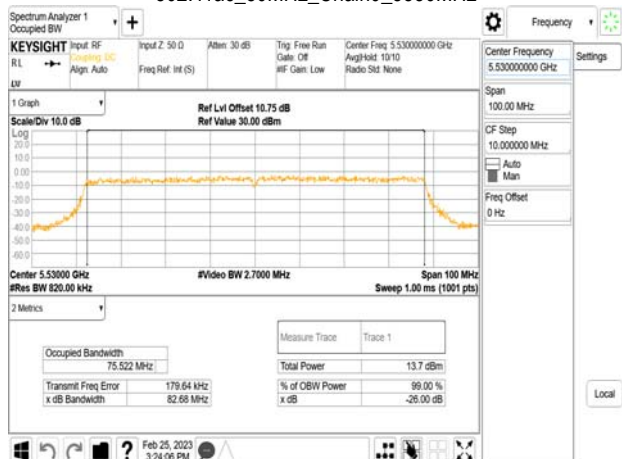 Spectrum Analyzer 1
Occupied BW
+
Frequency
KEYSIGHT Input: RF Input Z: 50 Ω Atten: 30 dB Trig: Free Run Center Freq: 5.530000000 GHz
RL Coupling: DC Gate: Off Avg|Hold: 10/10
Align: Auto Freq Ref: Int (S) #IF Gain: Low Radio Std: None
Center Frequency
5.530000000 GHz
Settings
Span
100.00 MHz
CF Step
10.000000 MHz
Auto
Man
Freq Offset
0 Hz
1 Graph
Ref Lvl Offset 10.75 dB
Scale/Div 10.0 dB Ref Value 30.00 dBm
Log
20.0
10.0
0.00
-10.0
-20.0
-30.0
-40.0
-50.0
-60.0
Center 5.53000 GHz #Video BW 2.7000 MHz Span 100 MHz
#Res BW 820.00 kHz Sweep 1.00 ms (1001 pts)
2 Metrics
Measure Trace Trace 1
Occupied Bandwidth
75.522 MHz Total Power 13.7 dBm
Transmit Freq Error 179.64 kHz % of OBW Power 99.00 %
x dB Bandwidth 82.68 MHz x dB -26.00 dB
Local
? Feb 25, 2023
3:24:06 PM